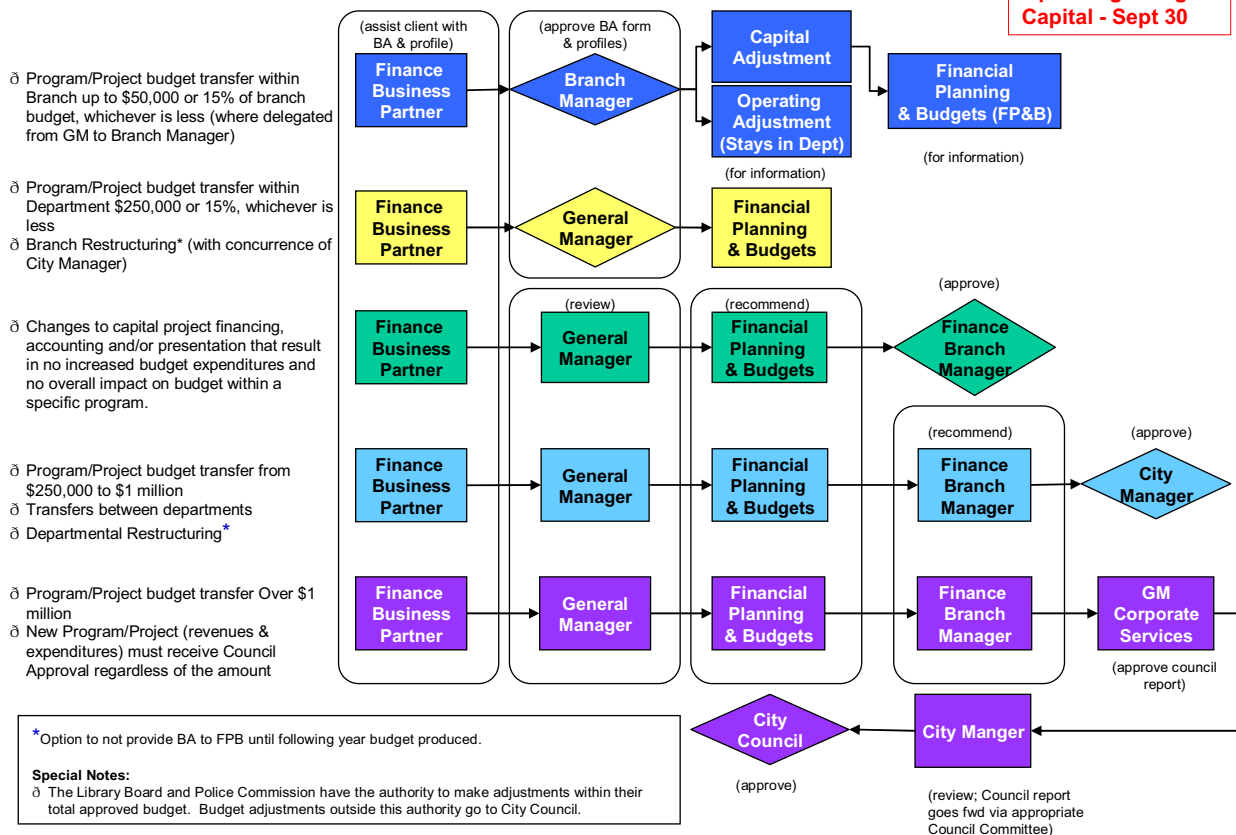 Capital - Sept 30
(assist client with
BA & profile)
(approve BA form
& profiles)
ð Program/Project budget transfer within
Branch up to $50,000 or 15% of branch
budget, whichever is less (where delegated
from GM to Branch Manager)
Finance
Business
Partner
Branch
Manager
Capital
Adjustment
Operating
Adjustment
(Stays in Dept)
(for information)
Financial
Planning
& Budgets (FP&B)
(for information)
ð Program/Project budget transfer within
Department $250,000 or 15%, whichever is
less
ð Branch Restructuring* (with concurrence of
City Manager)
Finance
Business
Partner
General
Manager
Financial
Planning
& Budgets
ð Changes to capital project financing,
accounting and/or presentation that result
in no increased budget expenditures and
no overall impact on budget within a
specific program.
Finance
Business
Partner
(review)
General
Manager
(recommend)
Financial
Planning
& Budgets
(approve)
Finance
Branch
Manager
ð Program/Project budget transfer from
$250,000 to $1 million
ð Transfers between departments
ð Departmental Restructuring*
Finance
Business
Partner
General
Manager
Financial
Planning
& Budgets
(recommend)
Finance
Branch
Manager
(approve)
City
Manager
ð Program/Project budget transfer Over $1
million
ð New Program/Project (revenues &
expenditures) must receive Council
Approval regardless of the amount
Finance
Business
Partner
General
Manager
Financial
Planning
& Budgets
Finance
Branch
Manager
GM
Corporate
Services
(approve council
report)
City Manger
(review; Council report
goes fwd via appropriate
Council Committee)
City
Council
(approve)
*Option to not provide BA to FPB until following year budget produced.
Special Notes:
ð The Library Board and Police Commission have the authority to make adjustments within their
total approved budget. Budget adjustments outside this authority go to City Council.